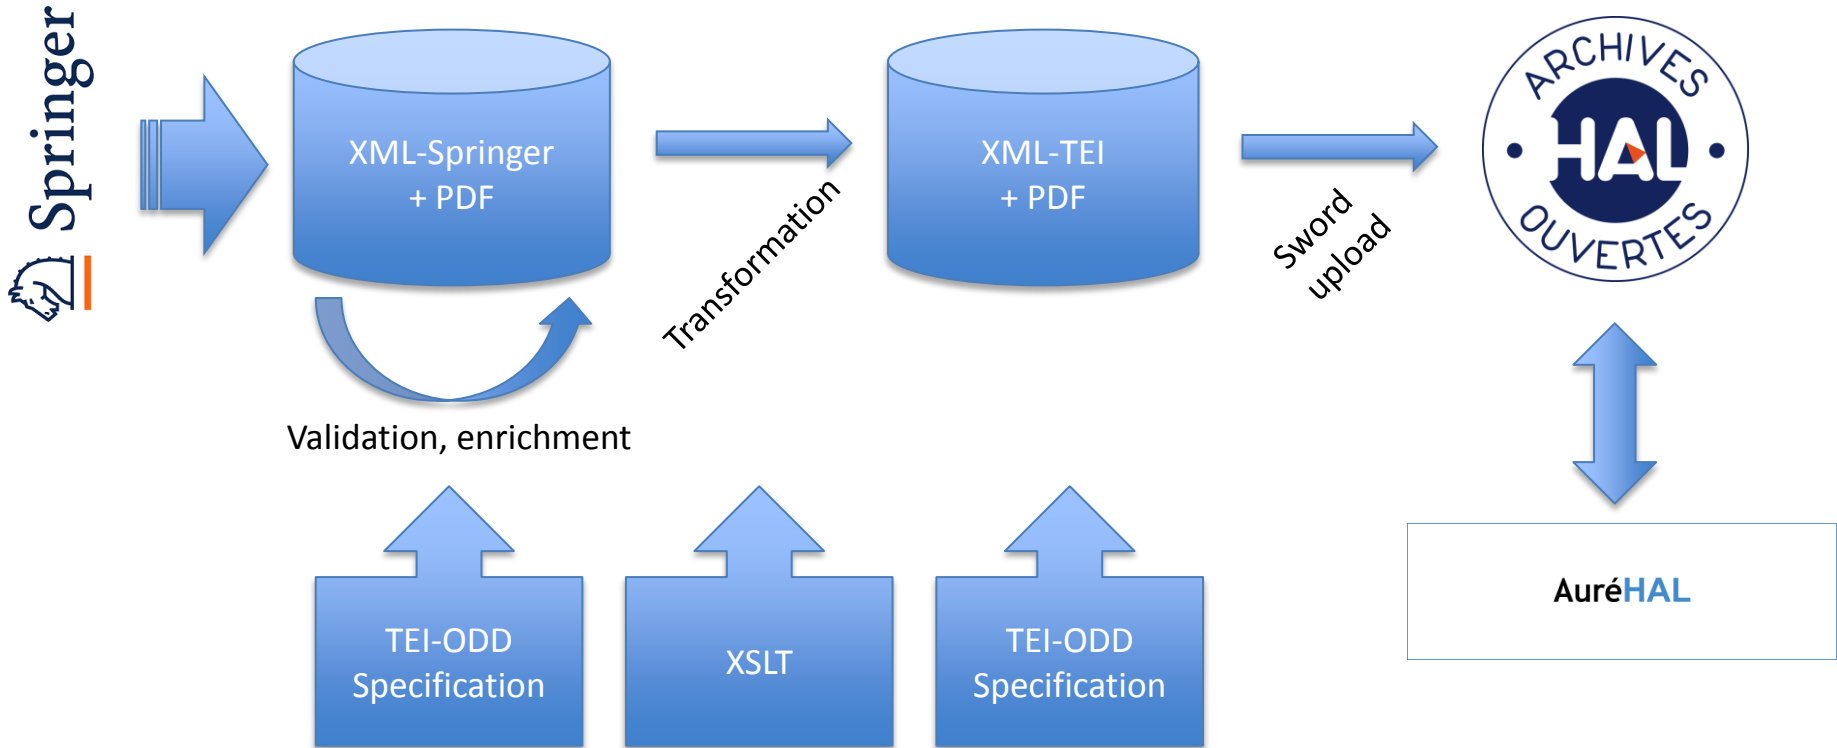 Springer
XML-Springer
+ PDF
Transformation
XML-TEI
+ PDF
Sword
upload
ARCHIVES
HAL
OUVERTES
Validation, enrichment
TEI-ODD
Specification
XSLT
TEI-ODD
Specification
AuréHAL